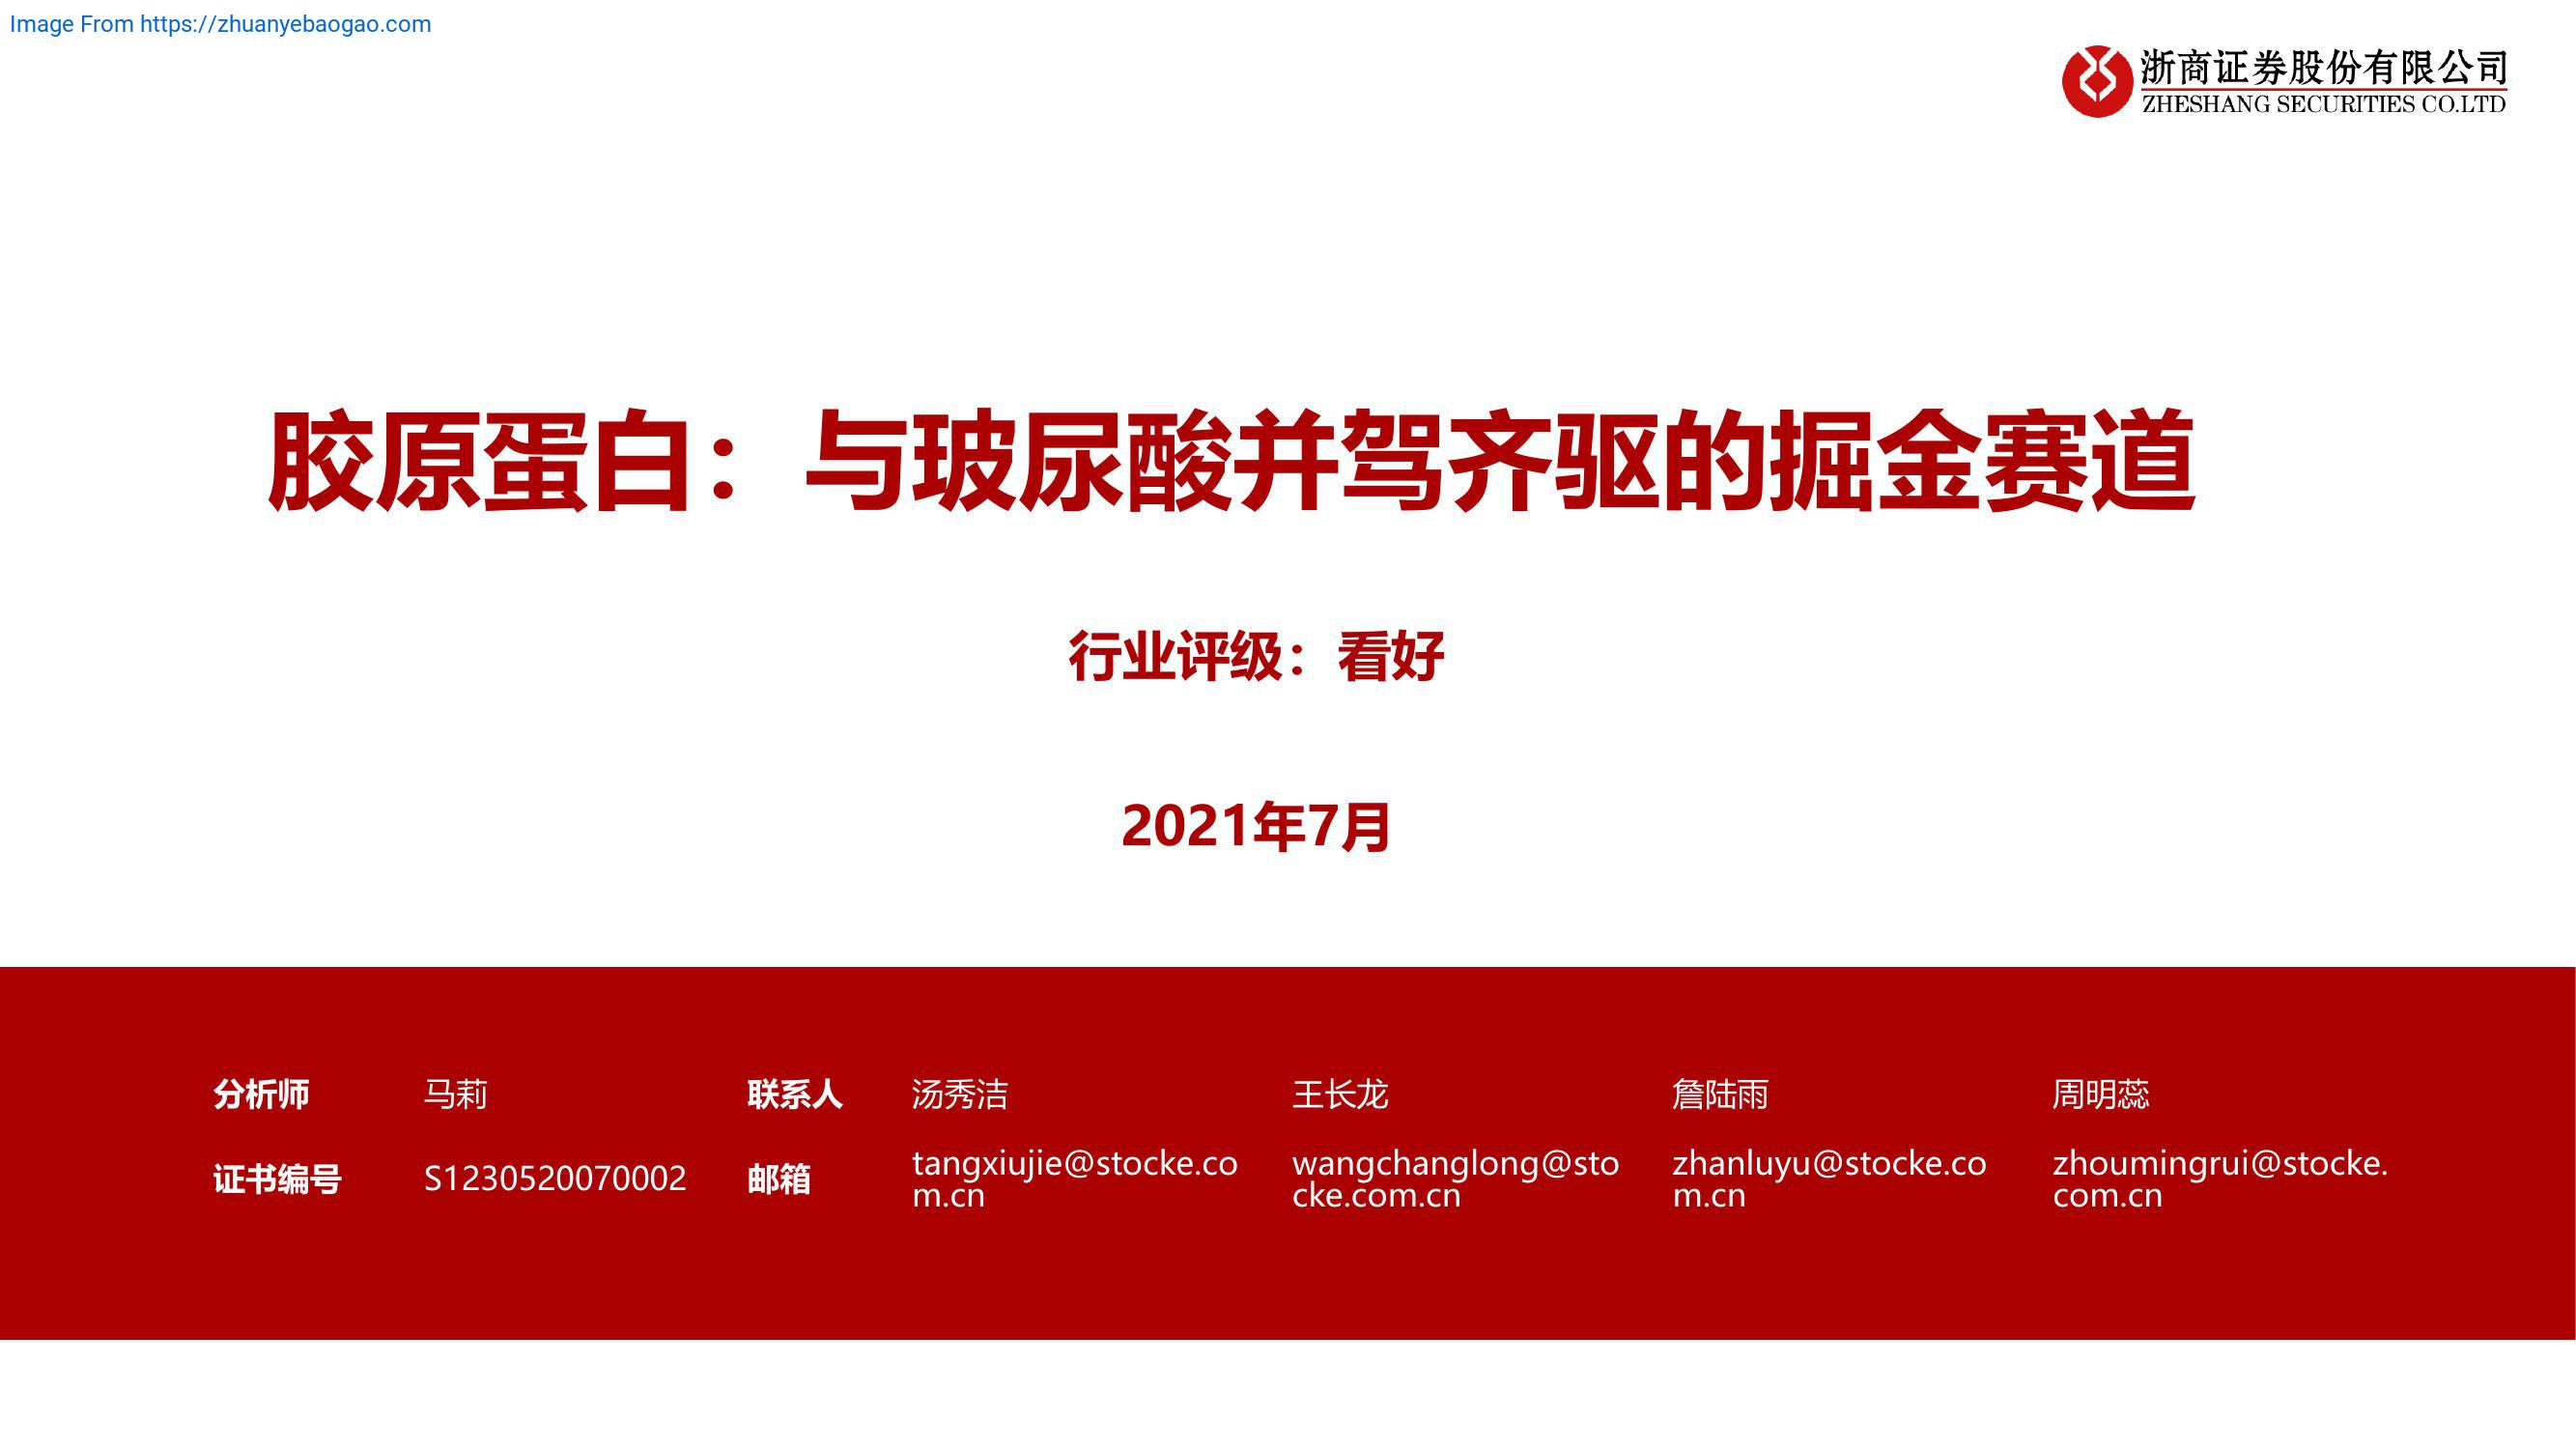 Image From https://zhuanyebaogao.com
浙商证券股份有限公司
ZHESHANG SECURITIES CO.LTD
胶原蛋白：与玻尿酸并驾齐驱的掘金赛道
行业评级：看好
2021年7月
分析师 马莉 联系人 汤秀洁 王长龙 詹陆雨 周明蕊
证书编号 S1230520070002 邮箱 tangxiujie@stocke.co wangchanglong@sto zhanluyu@stocke.co zhoumingrui@stocke.
m.cn cke.com.cn m.cn com.cn